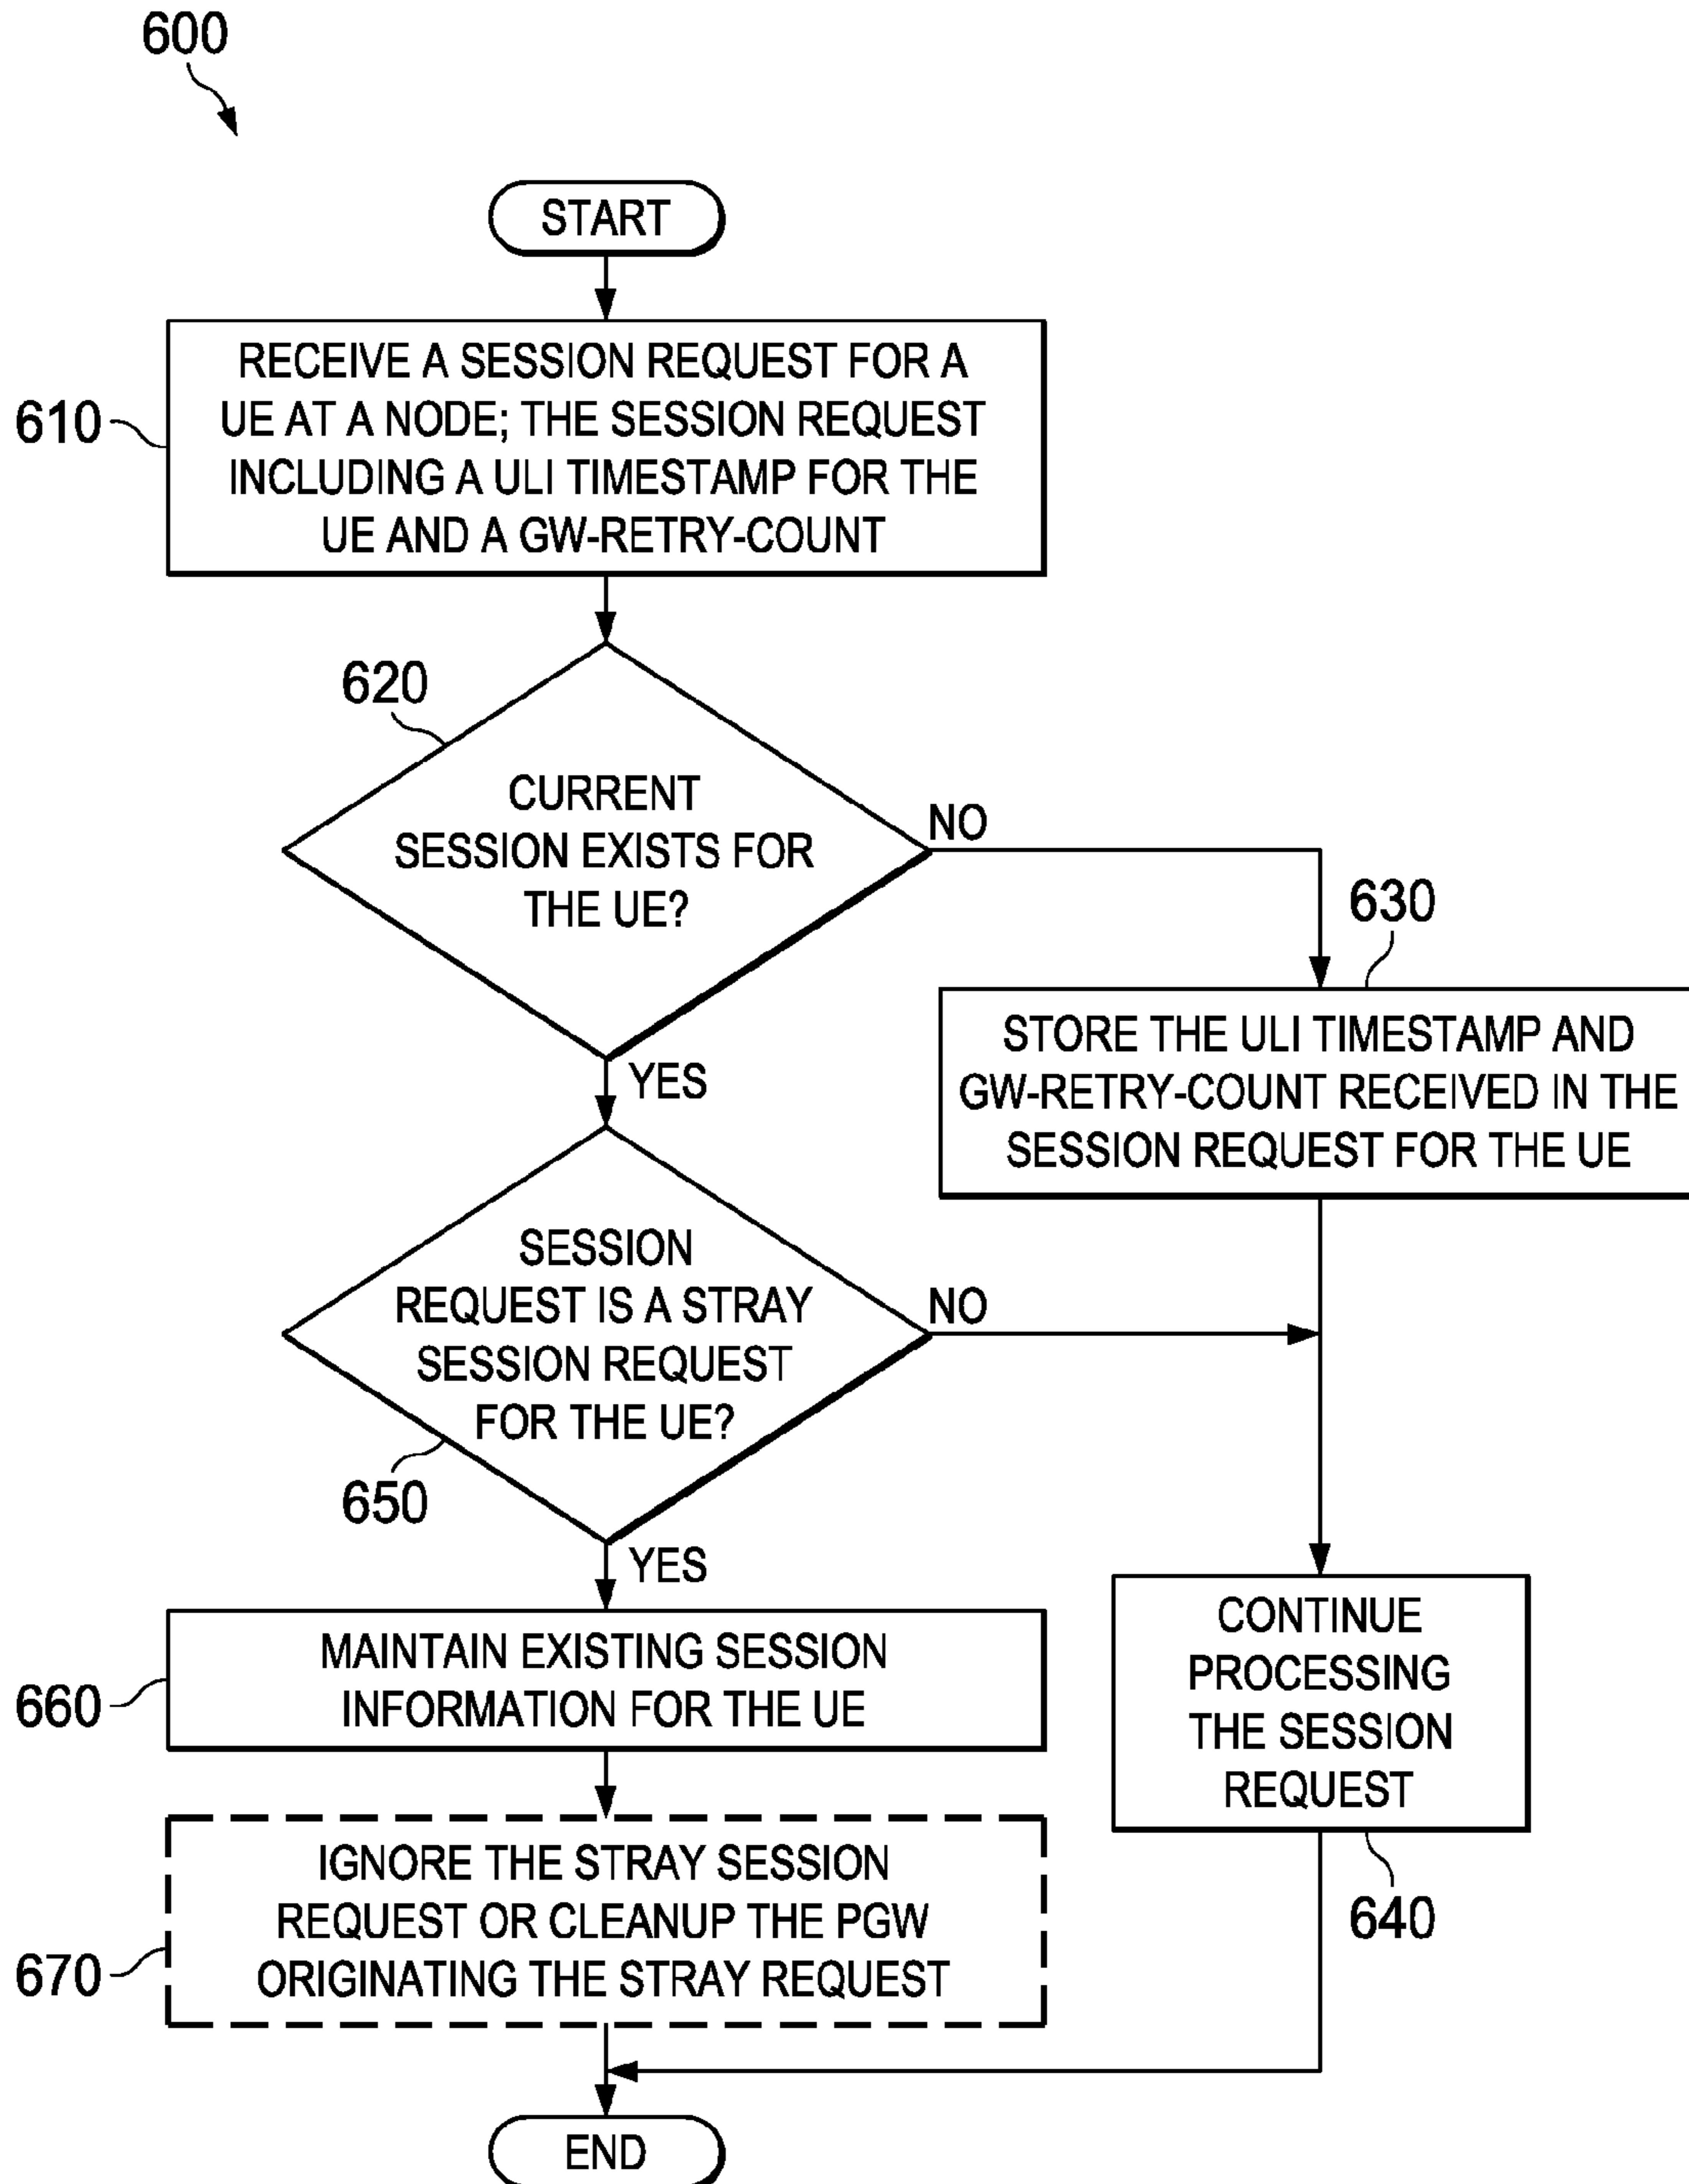 600
START
610
RECEIVE A SESSION REQUEST FOR A
UE AT A NODE; THE SESSION REQUEST
INCLUDING A ULI TIMESTAMP FOR THE
UE AND A GW-RETRY-COUNT
620
CURRENT
SESSION EXISTS FOR
THE UE?
NO
YES
630
STORE THE ULI TIMESTAMP AND
GW-RETRY-COUNT RECEIVED IN THE
SESSION REQUEST FOR THE UE
SESSION
REQUEST IS A STRAY
SESSION REQUEST
FOR THE UE?
NO
650
YES
660
MAINTAIN EXISTING SESSION
INFORMATION FOR THE UE
CONTINUE
PROCESSING
THE SESSION
REQUEST
640
670
IGNORE THE STRAY SESSION
REQUEST OR CLEANUP THE PGW
ORIGINATING THE STRAY REQUEST
END